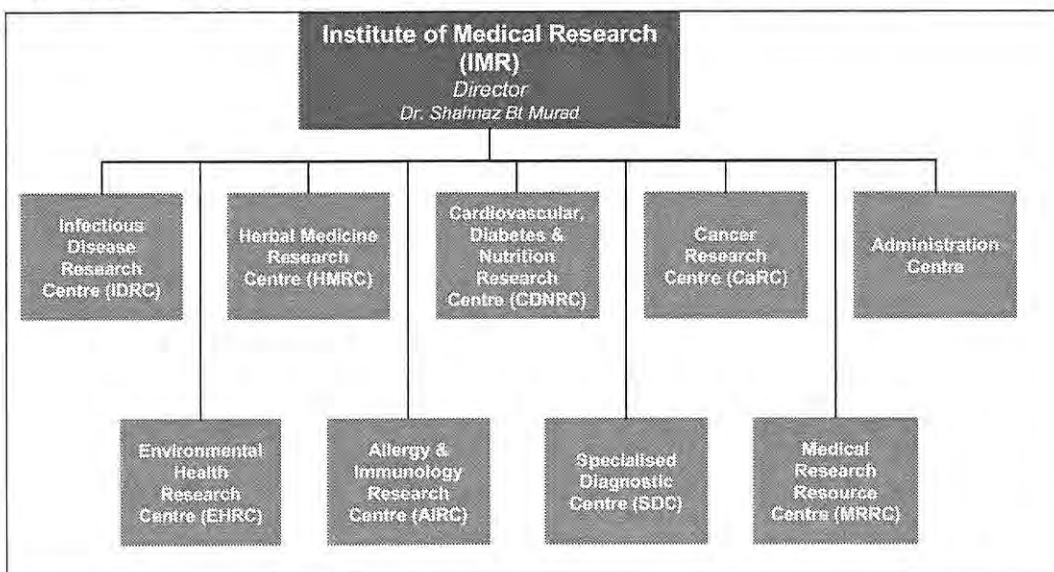 Institute of Medical Research
(IMR)
Director
Dr. Shahnaz Bt Murad
Infectious
Disease
Research
Centre (IDRC)
Herbal Medicine
Research
Centre (HMRC)
Cardiovascular,
Diabetes &
Nutrition
Research
Centre (CDNRC)
Cancer
Research
Centre (CaRC)
Administration
Centre
Environmental
Health
Research
Centre (EHRC)
Allergy &
Immunology
Research
Centre (AIRC)
Specialised
Diagnostic
Centre (SDC)
Medical
Research
Resource
Centre (MRRC)